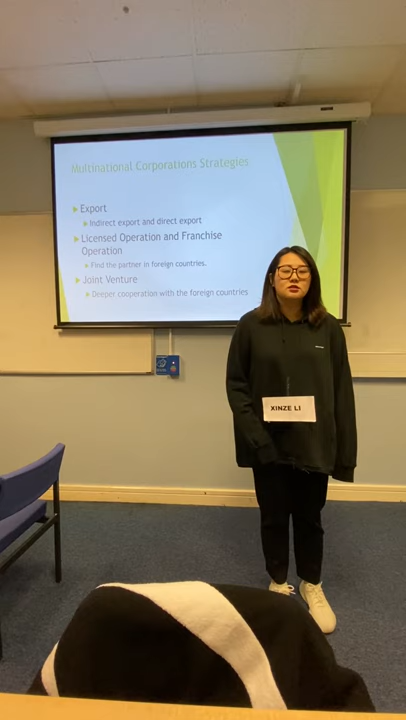 Multinational Corporations Strategies
Export
Indirect export and direct export
Licensed Operation and Franchise
Operation
Find the partner in foreign countries.
Joint Venture
Deeper cooperation with the foreign countries
XINZE LI